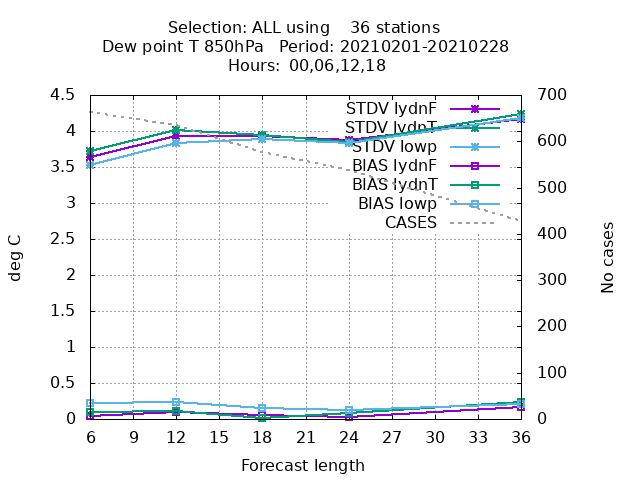 Selection: ALL using    36 stations
Dew point T 850hPa   Period: 20210201-20210228
Hours: 00,06,12,18
4.5
4
3.5
3
2.5
2
1.5
1
0.5
0
deg C
700
600
500
400
300
200
100
0
No cases
STDV lydnF
STDV lydnT
STDV lowp
BIAS lydnF
BIAS lydnT
BIAS lowp
CASES
6 9 12 15 18 21 24 27 30 33 36
Forecast length